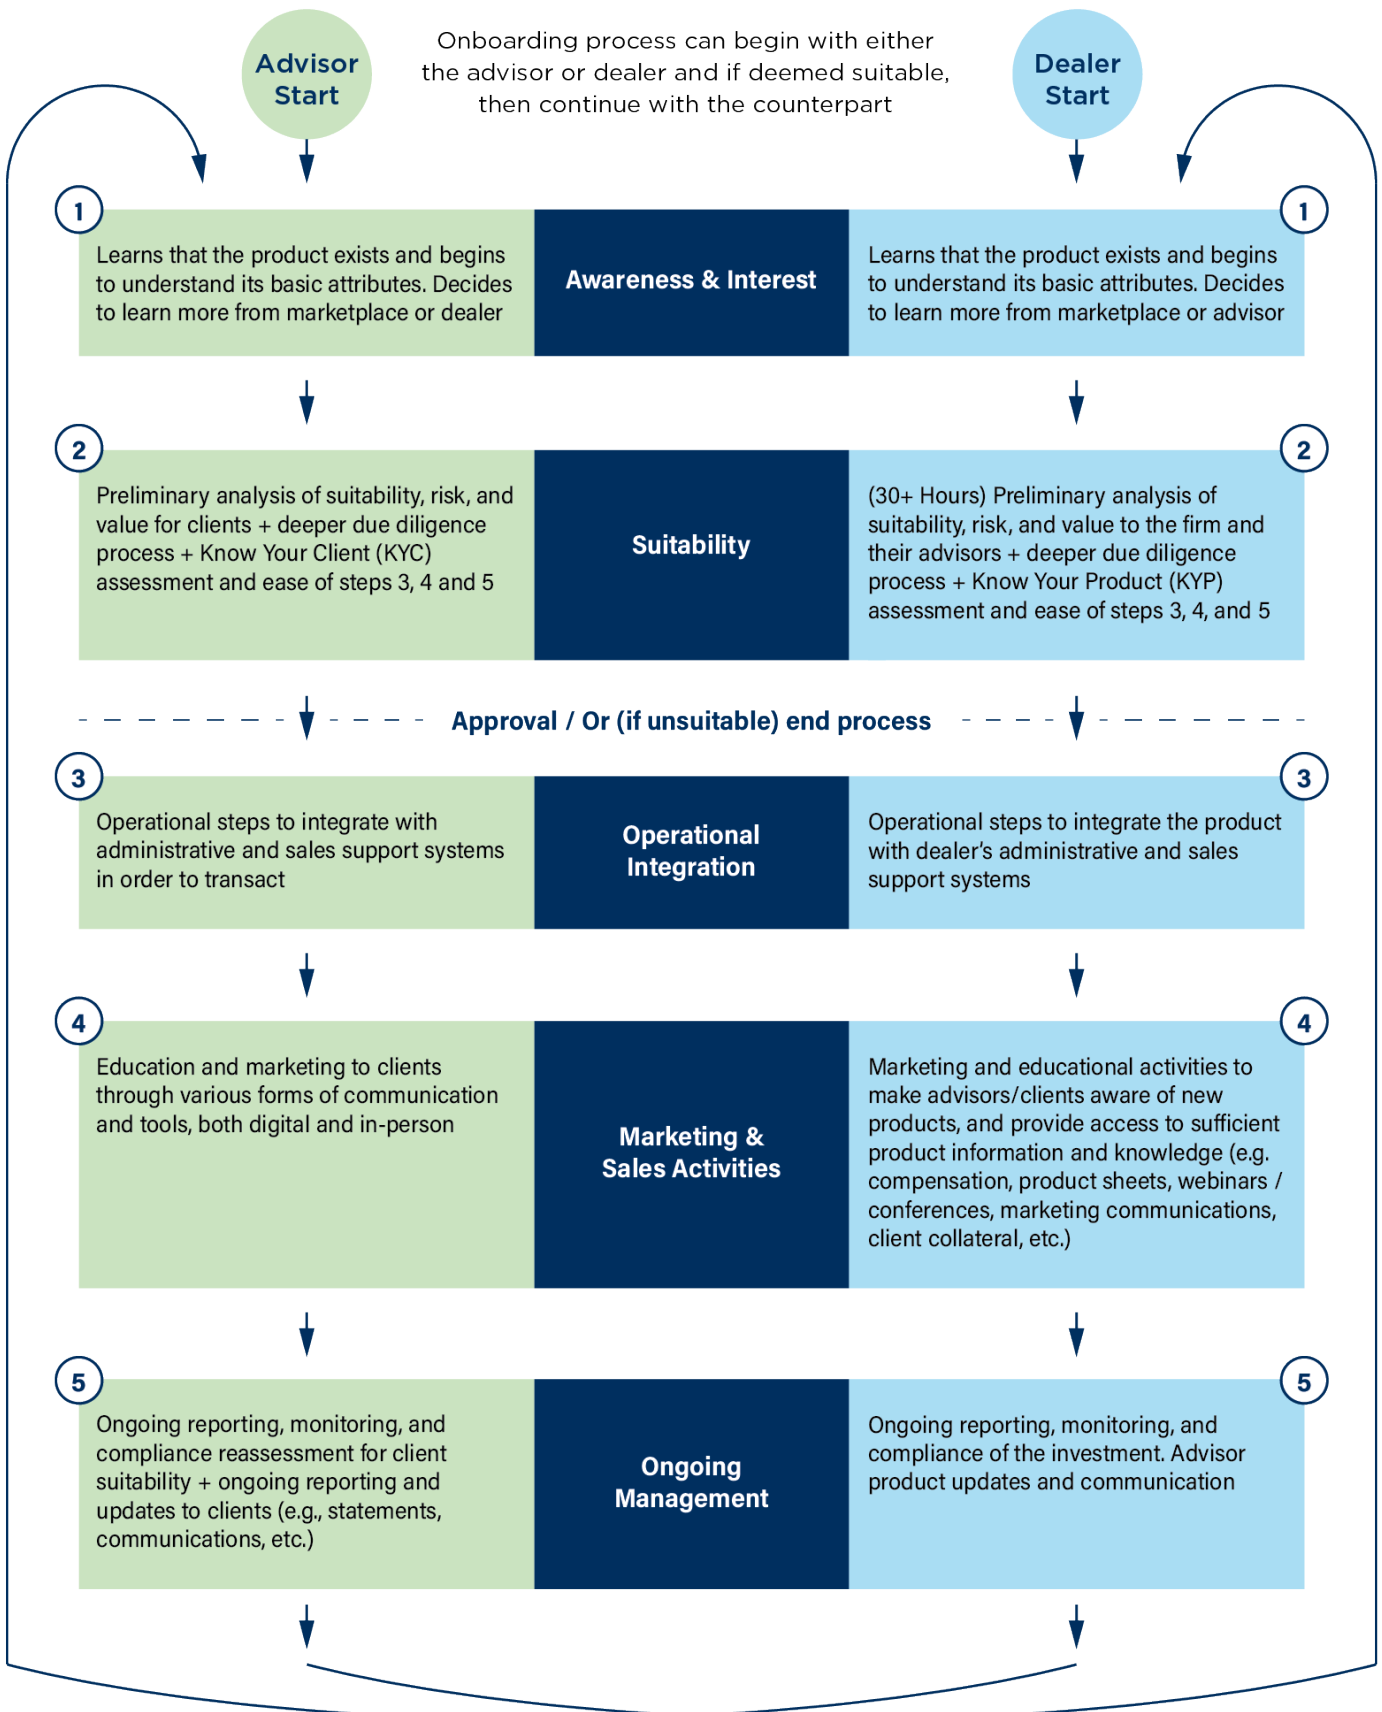 Advisor
Start
Onboarding process can begin with either
the advisor or dealer and if deemed suitable,
then continue with the counterpart
Dealer
Start
1
Learns that the product exists and begins
to understand its basic attributes. Decides
to learn more from marketplace or dealer
Awareness & Interest
1
Learns that the product exists and begins
to understand its basic attributes. Decides
to learn more from marketplace or advisor
2
Preliminary analysis of suitability, risk, and
value for clients + deeper due diligence
process + Know Your Client (KYC)
assessment and ease of steps 3, 4 and 5
Suitability
2
(30+ Hours) Preliminary analysis of
suitability, risk, and value to the firm and
their advisors + deeper due diligence
process + Know Your Product (KYP)
assessment and ease of steps 3, 4, and 5
Approval / Or (if unsuitable) end process
3
Operational steps to integrate with
administrative and sales support systems
in order to transact
Operational
Integration
3
Operational steps to integrate the product
with dealer’s administrative and sales
support systems
4
Education and marketing to clients
through various forms of communication
and tools, both digital and in-person
Marketing &
Sales Activities
4
Marketing and educational activities to
make advisors/clients aware of new
products, and provide access to sufficient
product information and knowledge (e.g.
compensation, product sheets, webinars /
conferences, marketing communications,
client collateral, etc.)
5
Ongoing reporting, monitoring, and
compliance reassessment for client
suitability + ongoing reporting and
updates to clients (e.g., statements,
communications, etc.)
Ongoing
Management
5
Ongoing reporting, monitoring, and
compliance of the investment. Advisor
product updates and communication